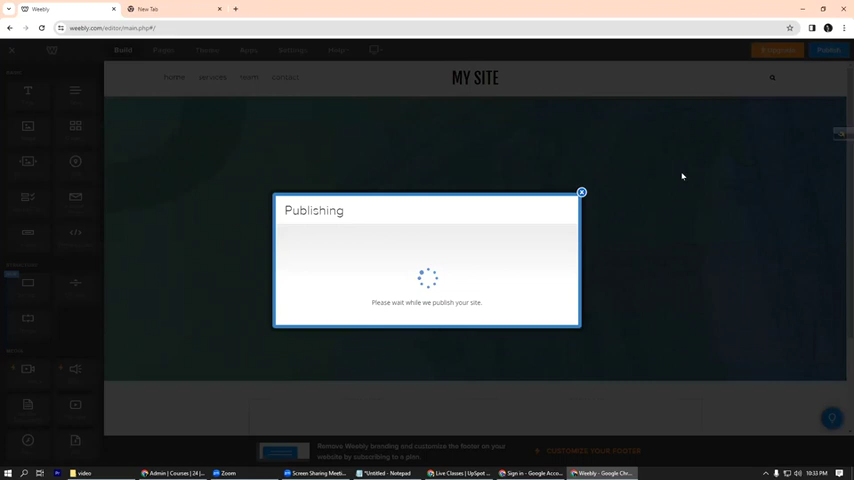 Weebly
New Tab
weebly.com/editor/main.php#/
Build
Pages
Theme
Apps
Settings
Help
Upgrade
Publish
home
services
team
contact
MY SITE
Publishing
Please wait while we publish your site.
Remove Weebly branding and customize the footer on your
website by subscribing to a plan.
CUSTOMIZE YOUR FOOTER
video
Admin | Courses | 24 j...
Zoom
Screen Sharing Meeti...
*Untitled - Notepad
Live Classes | UpSpot ...
Sign in - Google Acco...
Weebly - Google Chr...
10:33 PM